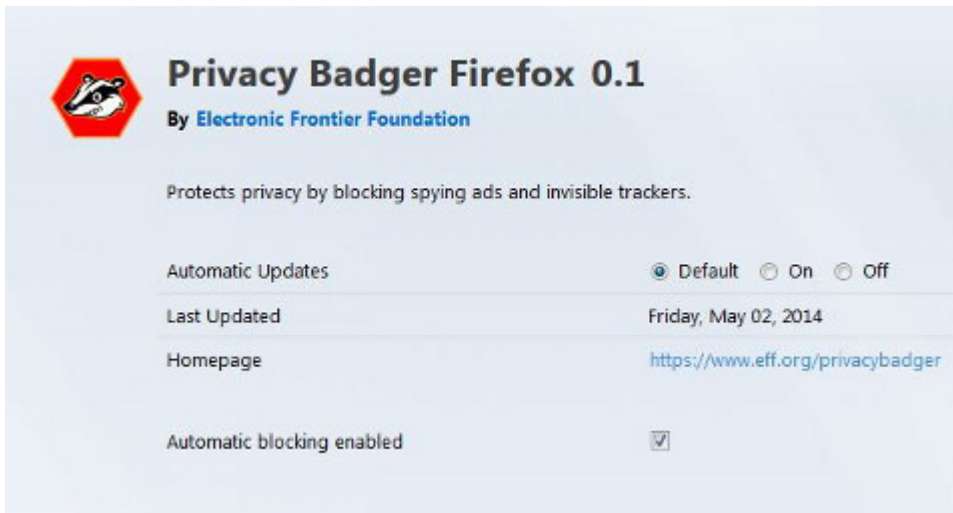 Privacy Badger Firefox 0.1
By Electronic Frontier Foundation
Protects privacy by blocking spying ads and invisible trackers.
Automatic Updates Default On Off
Last Updated Friday, May 02, 2014
Homepage https://www.eff.org/privacybadger
Automatic blocking enabled